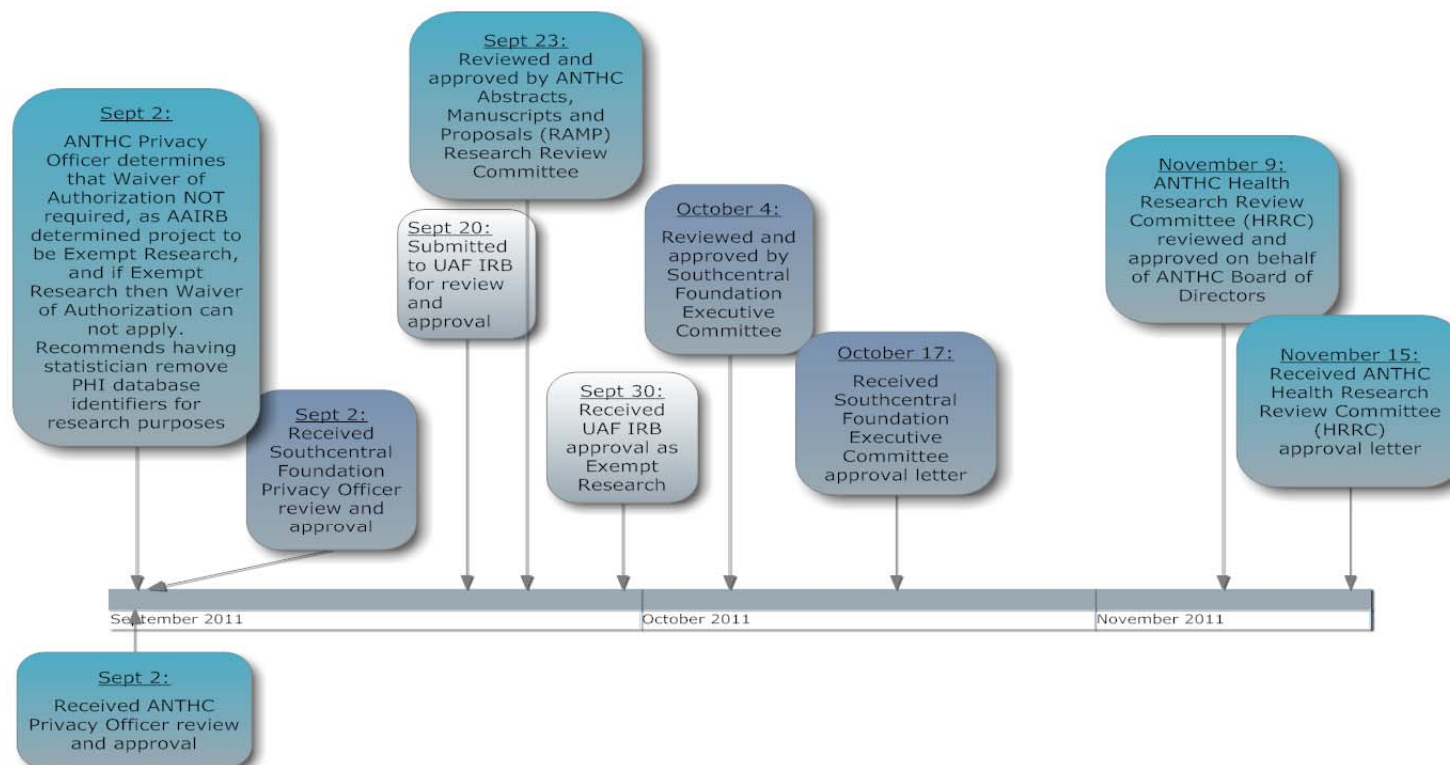 Sept 2:
ANTHC Privacy
Officer determines
that Waiver of
Authorization NOT
required, as AAIRB
determined project to
be Exempt Research,
and if Exempt
Research then Waiver
of Authorization can
not apply.
Recommends having
statistician remove
PHI database
identifiers for
research purposes
Sept 2:
Received
Southcentral
Foundation
Privacy Officer
review and
approval
Sept 23:
Reviewed and
approved by ANTHC
Abstracts,
Manuscripts and
Proposals (RAMP)
Research Review
Committee
Sept 20:
Submitted
to UAF IRB
for review
and
approval
Sept 30:
Received
UAF IRB
approval as
Exempt
Research
October 4:
Reviewed and
approved by
Southcentral
Foundation
Executive
Committee
October 17:
Received
Southcentral
Foundation
Executive
Committee
approval letter
November 9:
ANTHC Health
Research Review
Committee (HRRC)
reviewed and
approved on behalf
of ANTHC Board of
Directors
November 15:
Received ANTHC
Health Research
Review Committee
(HRRC)
approval letter
September 2011
October 2011
November 2011
Sept 2:
Received ANTHC
Privacy Officer review
and approval